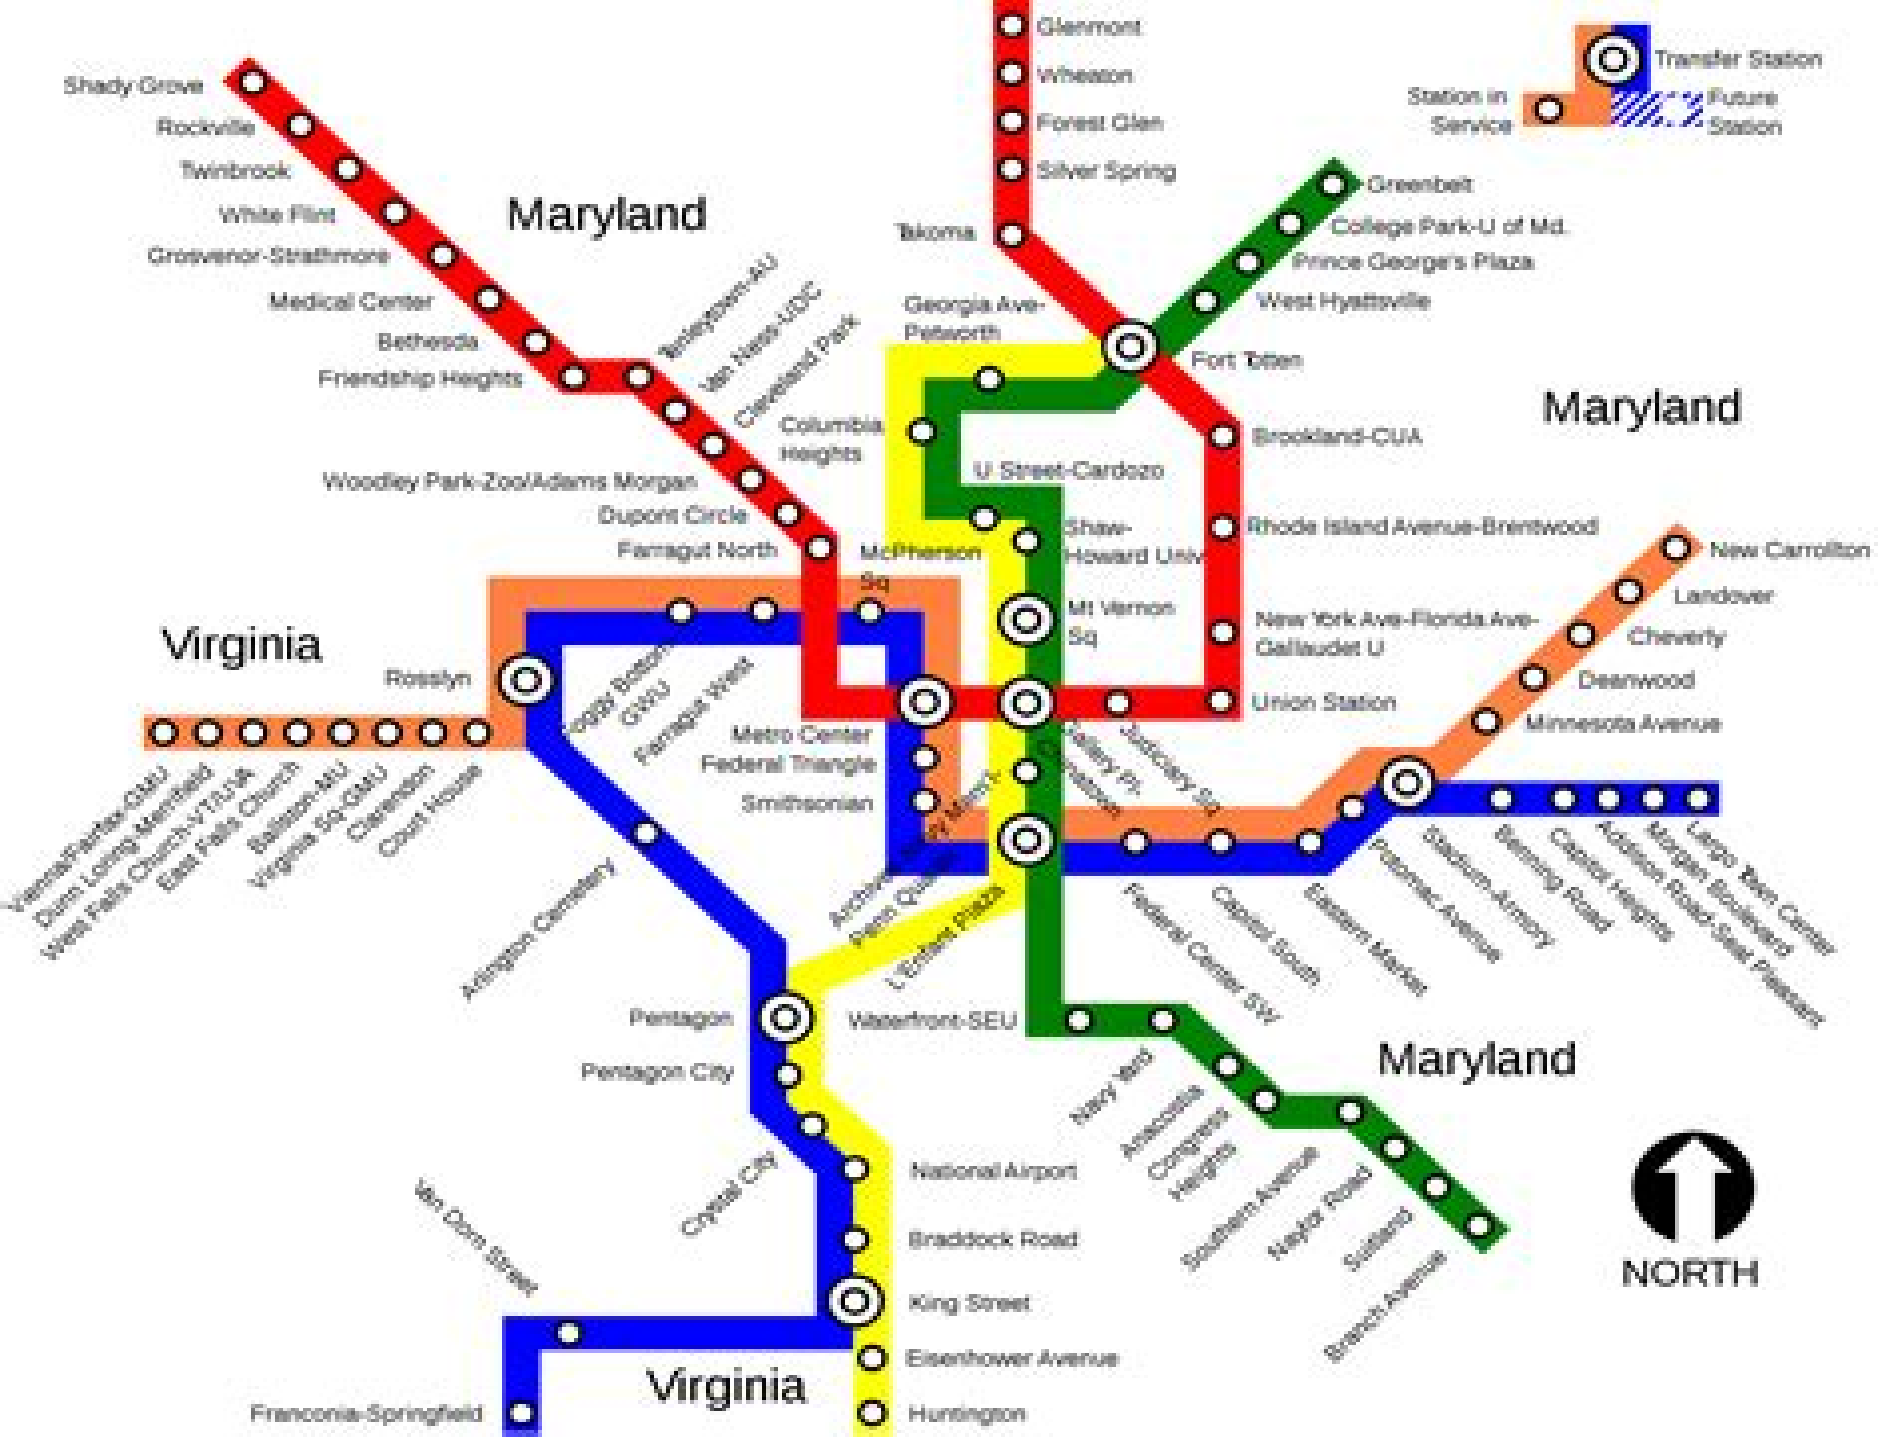 Glenmont
Wheaton
Forest Glen
Silver Spring
Takoma
Transfer Station
Station in
Service
Future
Station
Shady Grove
Rockville
Twinbrook
White Flint
Grosvenor-Strathmore
Medical Center
Bethesda
Friendship Heights
Maryland
Tenleytown-AU
Van Ness-UDC
Cleveland Park
Woodley Park-Zoo/Adams Morgan
Dupont Circle
Farragut North
Greenbelt
College Park-U of Md.
Prince George's Plaza
West Hyattsville
Georgia Ave-
Petworth
Fort Totten
Columbia
Heights
U Street-Cardozo
Maryland
Brookland-CUA
Shaw-
Howard Univ
Rhode Island Avenue-Brentwood
McPherson
Sq
Mt Vernon
Sq
New York Ave-Florida Ave-
Gallaudet U
New Carrollton
Landover
Cheverly
Deanwood
Minnesota Avenue
Virginia
Rosslyn
Foggy Bottom
GWU
Farragut West
Metro Center
Federal Triangle
Smithsonian
Gallery Pl-
Chinatown
Judiciary Sq
Union Station
Vienna/Fairfax-GMU
Dunn Loring-Merrifield
West Falls Church-VT/UVA
East Falls Church
Ballston-MU
Virginia Sq-GMU
Clarendon
Court House
Arlington Cemetery
Penn Quarter
L'Enfant Plaza
Federal Center SW
Capitol South
Eastern Market
Potomac Avenue
Stadium-Armory
Benning Road
Capitol Heights
Addison Road-Seat Pleasant
Morgan Boulevard
Largo Town Center
Pentagon
Pentagon City
Crystal City
National Airport
Braddock Road
King Street
Eisenhower Avenue
Huntington
Van Dorn Street
Franconia-Springfield
Virginia
Waterfront-SEU
Navy Yard
Anacostia
Congress
Heights
Southern Avenue
Naylor Road
Suitland
Branch Avenue
Maryland
NORTH